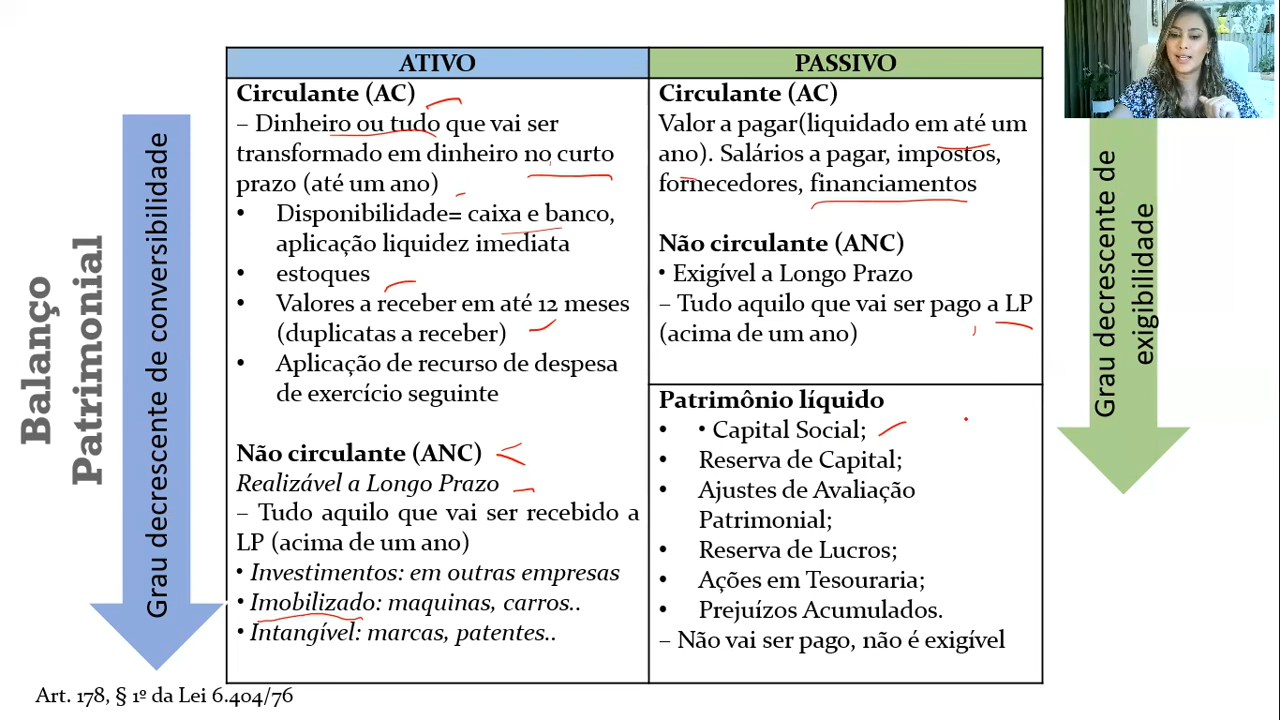 Balanço
Patrimonial
Grau decrescente de conversibilidade
ATIVO
Circulante (AC)
– Dinheiro ou tudo que vai ser
transformado em dinheiro no curto
prazo (até um ano)
• Disponibilidade= caixa e banco,
aplicação liquidez imediata
• estoques
• Valores a receber em até 12 meses
(duplicatas a receber)
• Aplicação de recurso de despesa
de exercício seguinte
Não circulante (ANC)
Realizável a Longo Prazo
– Tudo aquilo que vai ser recebido a
LP (acima de um ano)
• Investimentos: em outras empresas
• Imobilizado: maquinas, carros..
• Intangível: marcas, patentes..
PASSIVO
Circulante (AC)
Valor a pagar(liquidado em até um
ano). Salários a pagar, impostos,
fornecedores, financiamentos
Não circulante (ANC)
• Exigível a Longo Prazo
– Tudo aquilo que vai ser pago a LP
(acima de um ano)
Patrimônio líquido
• • Capital Social;
• Reserva de Capital;
• Ajustes de Avaliação
Patrimonial;
• Reserva de Lucros;
• Ações em Tesouraria;
• Prejuízos Acumulados.
– Não vai ser pago, não é exigível
Grau decrescente de
exigibilidade
Art. 178, § 1º da Lei 6.404/76